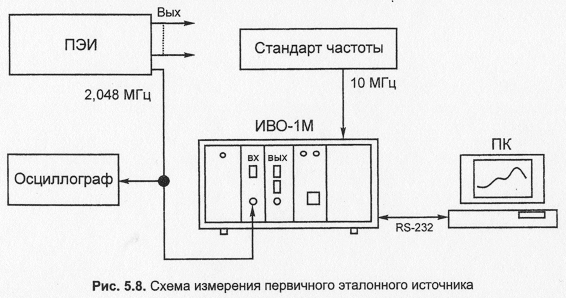 Вых
ПЭИ
Стандарт частоты
2,048 МГц
10 МГц
ИВО-1М
ПК
ВХ
ВЫХ
Осциллограф
RS-232
Рис. 5.8. Схема измерения первичного эталонного источника